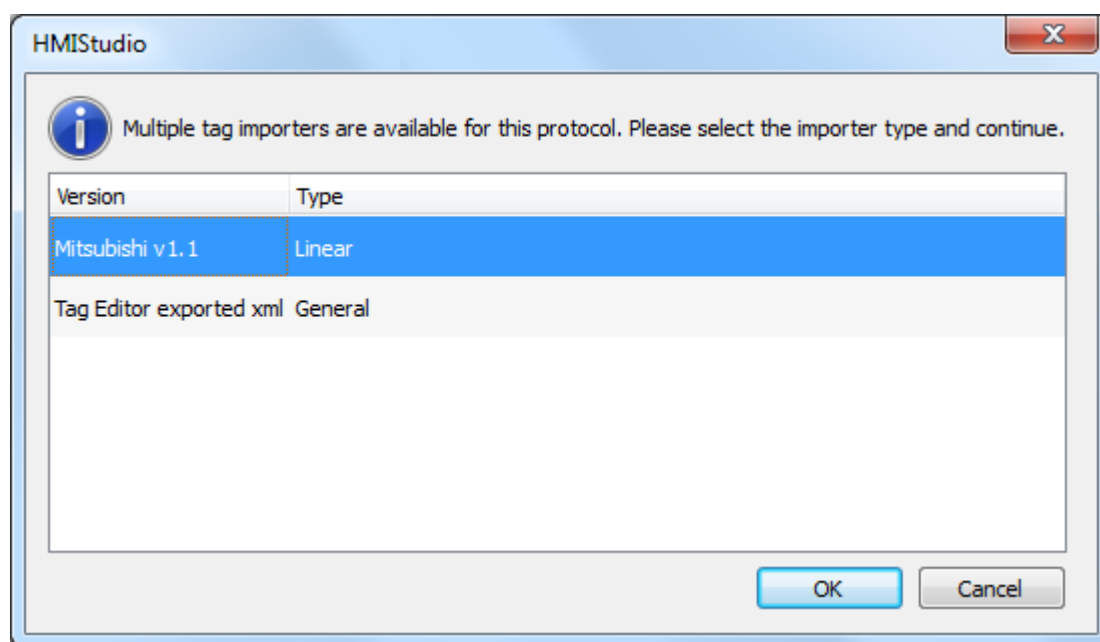 HMIStudio
Multiple tag importers are available for this protocol. Please select the importer type and continue.
Version Type
Mitsubishi v1.1 Linear
Tag Editor exported xml General
OK Cancel